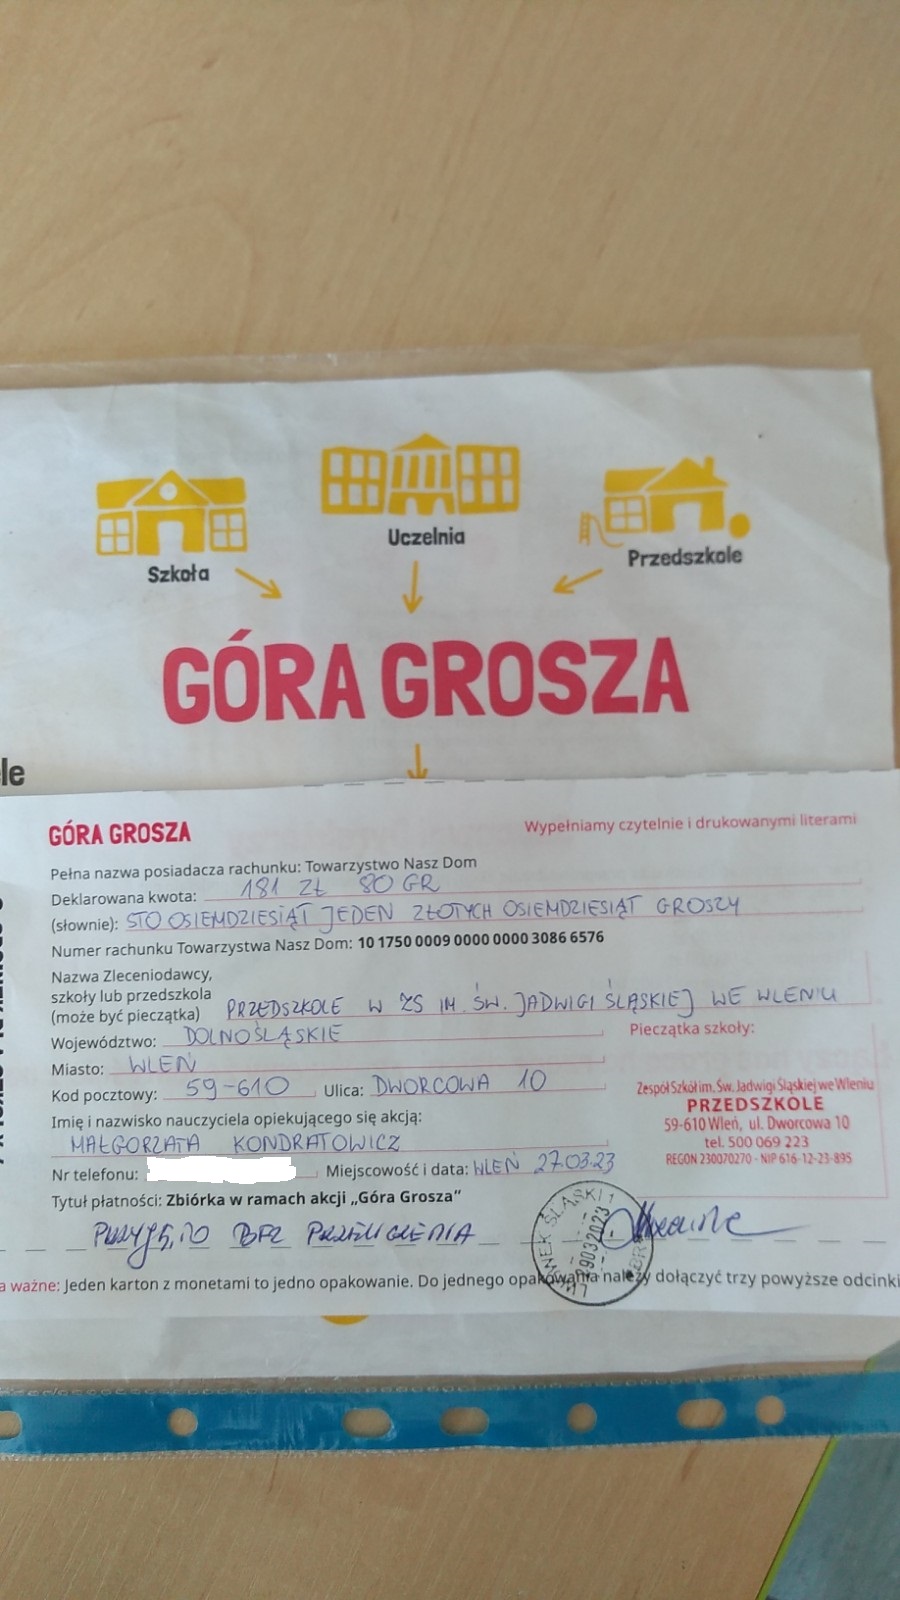 Szkoła
Uczelnia
Przedszkole
GÓRA GROSZA
le
GÓRA GROSZA
Wypełniamy czytelnie i drukowanymi literami
Pełna nazwa posiadacza rachunku: Towarzystwo Nasz Dom
Deklarowana kwota: 181 ZŁ 80 GR
(słownie): STO OSIEMDZIESIĄT JEDEN ZŁOTYCH OSIEMDZIESIĄT GROSZY
Numer rachunku Towarzystwa Nasz Dom: 10 1750 0009 0000 0000 3086 6576
Nazwa Zleceniodawcy,
szkoły lub przedszkola
(może być pieczątka) PRZEDSZKOLE W ZS IM. ŚW. JADWIGI ŚLĄSKIEJ WE WLENIU
Województwo: DOLNOŚLĄSKIE
Pieczątka szkoły:
Miasto: WLEŃ
Kod pocztowy: 59-610 Ulica: DWORCOWA 10
Zespół Szkół im. Św. Jadwigi Śląskiej we Wleniu
PRZEDSZKOLE
59-610 Wleń, ul. Dworcowa 10
tel. 500 069 223
REGON 230070270 - NIP 616-12-23-895
Imię i nazwisko nauczyciela opiekującego się akcją:
MAŁGORZATA KONDRATOWICZ
Nr telefonu: Miejscowość i data: WLEŃ 27.03.23
Tytuł płatności: Zbiórka w ramach akcji „Góra Grosza”
BEZ PRZELICZENIA
a ważne: Jeden karton z monetami to jedno opakowanie. Do jednego opakowania należy dołączyć trzy powyższe odcinki